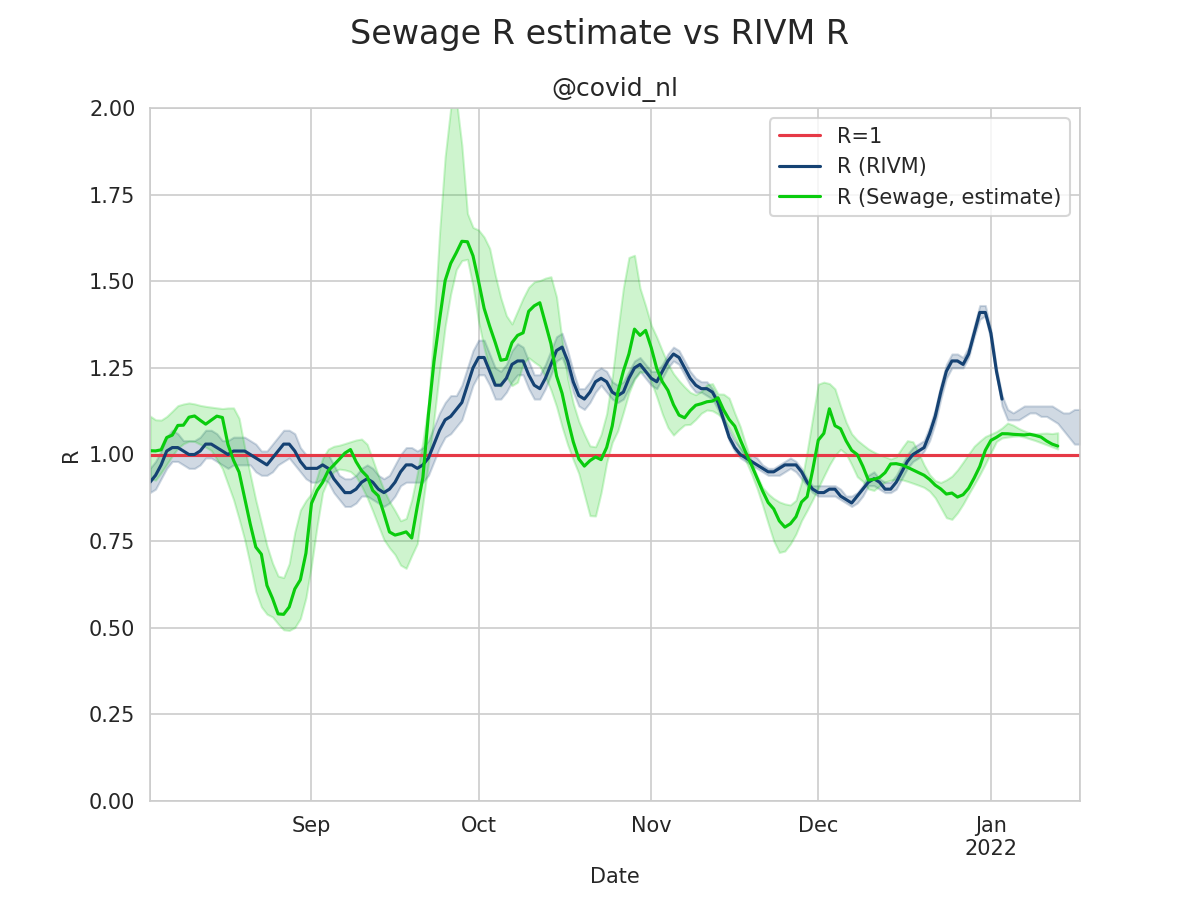 Sewage R estimate vs RIVM R
@covid_nl
2.00
1.75
1.50
1.25
1.00
0.75
0.50
0.25
0.00
R
R=1
R (RIVM)
R (Sewage, estimate)
Sep
Oct
Nov
Dec
Jan
2022
Date